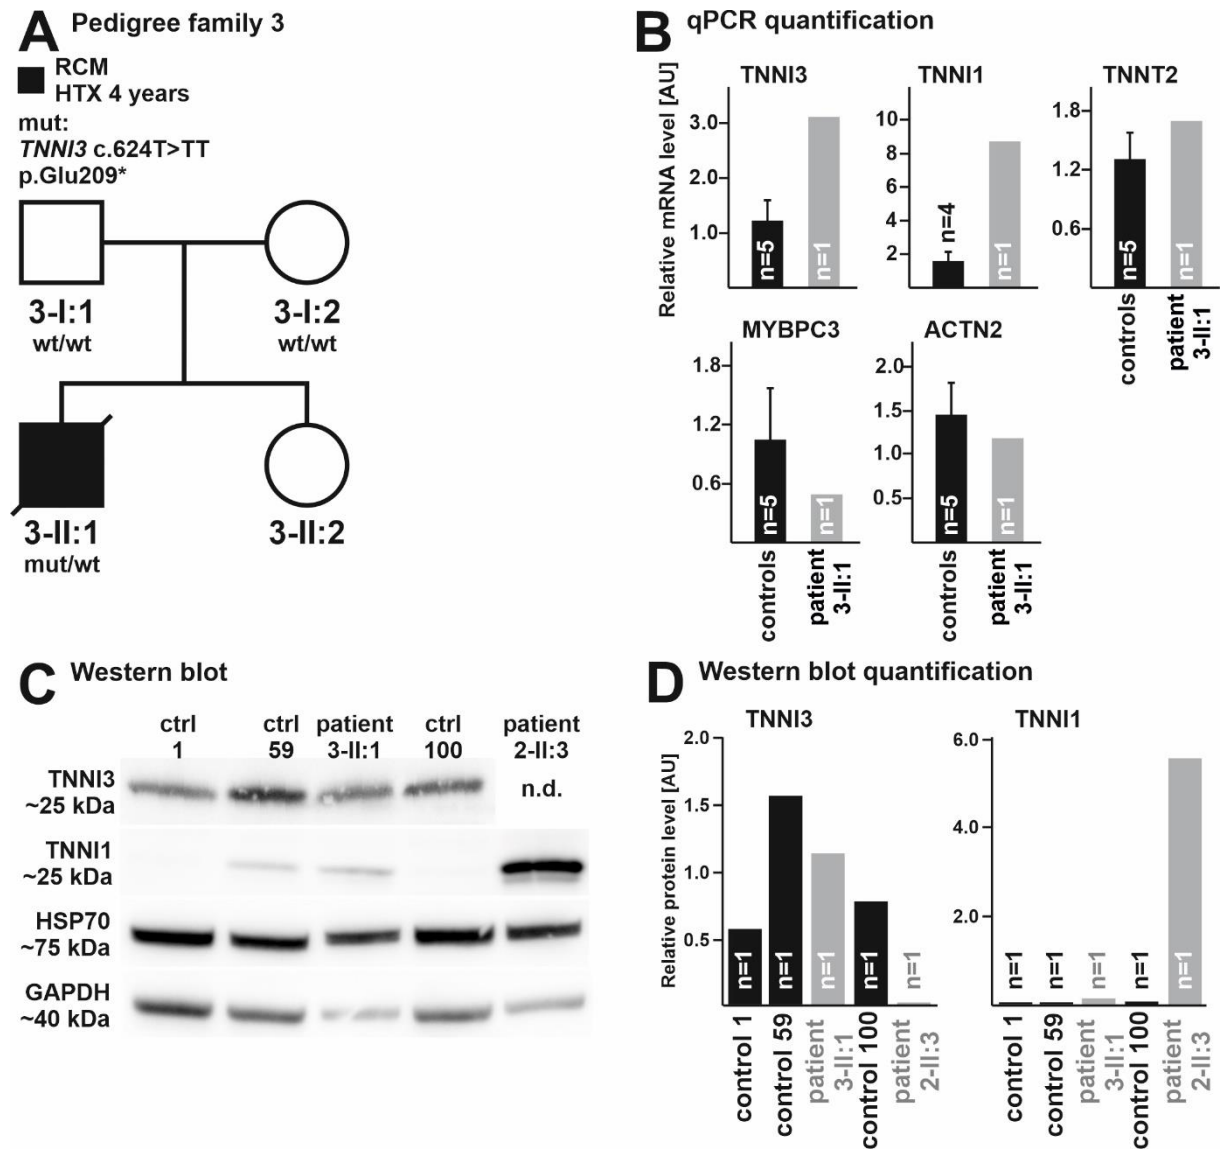 A Pedigree family 3
RCM
HTX 4 years
mut:
TNNI3 c.624T>TT
p.Glu209*
3-I:1
wt/wt
3-I:2
wt/wt
3-II:1
mut/wt
3-II:2
B qPCR quantification
Relative mRNA level [AU]
TNNI3
3.0
2.0
1.0
n=5
n=1
TNNI1
10
8
6
4
2
n=4
n=1
TNNT2
1.8
1.2
0.6
n=5
n=1
controls
patient
3-II:1
MYBPC3
1.8
1.2
0.6
n=5
n=1
controls
patient
3-II:1
ACTN2
2.0
1.5
1.0
0.5
n=5
n=1
controls
patient
3-II:1
C Western blot
ctrl
1
ctrl
59
patient
3-II:1
ctrl
100
patient
2-II:3
TNNI3
~25 kDa
n.d.
TNNI1
~25 kDa
HSP70
~75 kDa
GAPDH
~40 kDa
D Western blot quantification
Relative protein level [AU]
TNNI3
2.0
1.5
1.0
0.5
n=1
n=1
n=1
n=1
n=1
control 1
control 59
patient
3-II:1
control 100
patient
2-II:3
TNNI1
6.0
4.0
2.0
n=1
n=1
n=1
n=1
n=1
control 1
control 59
patient
3-II:1
control 100
patient
2-II:3